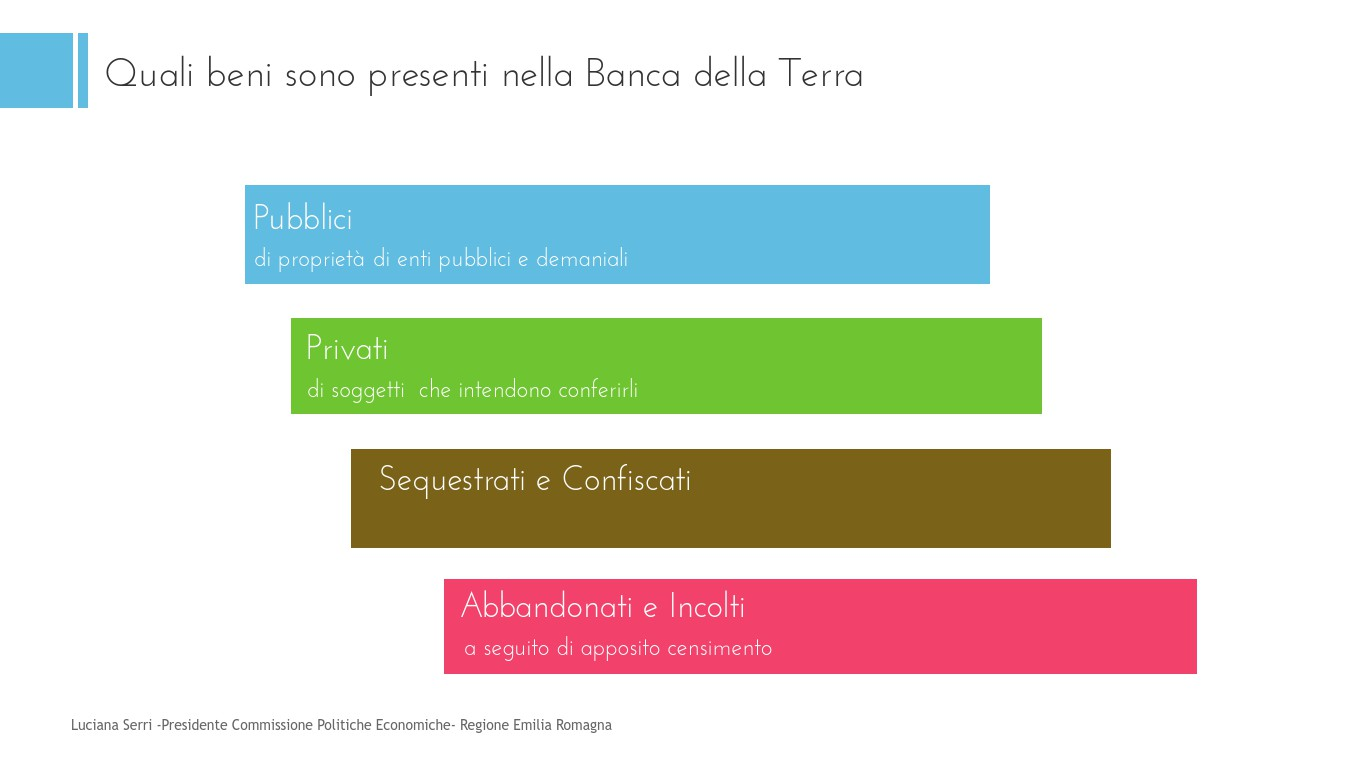 Quali beni sono presenti nella Banca della Terra
Pubblici
di proprietà di enti pubblici e demaniali
Privati
di soggetti che intendono conferirli
Sequestrati e Confiscati
Abbandonati e Incolti
a seguito di apposito censimento
Luciana Serri -Presidente Commissione Politiche Economiche- Regione Emilia Romagna